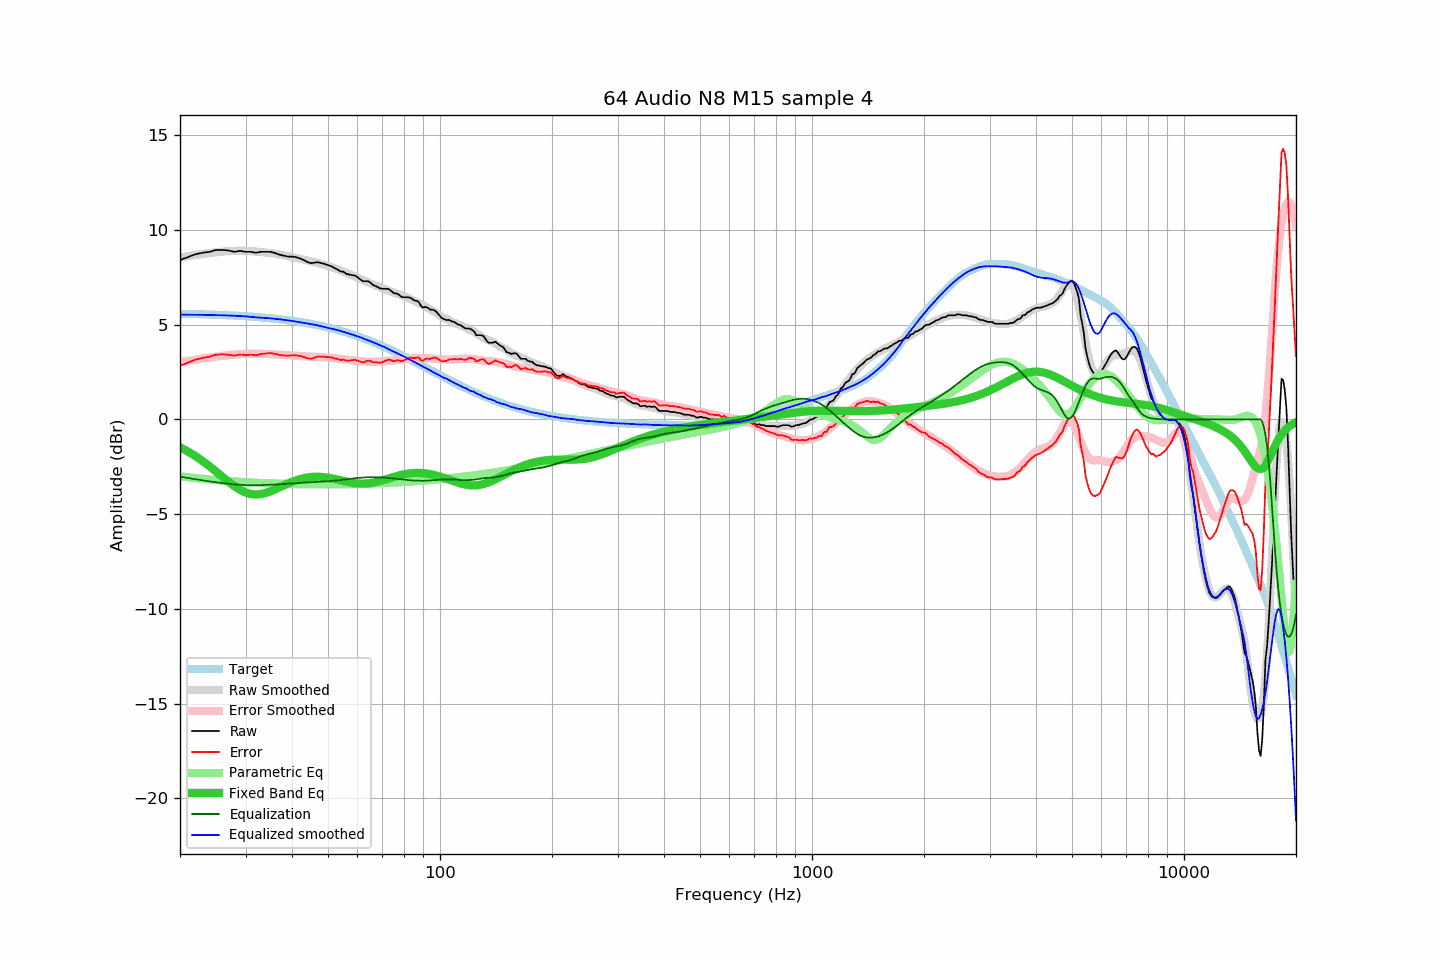 64 Audio N8 M15 sample 4
15
10
5
0
−5
−10
−15
−20
Amplitude (dBr)
Target
Raw Smoothed
Error Smoothed
Raw
Error
Parametric Eq
Fixed Band Eq
Equalization
Equalized smoothed
100
1000
10000
Frequency (Hz)